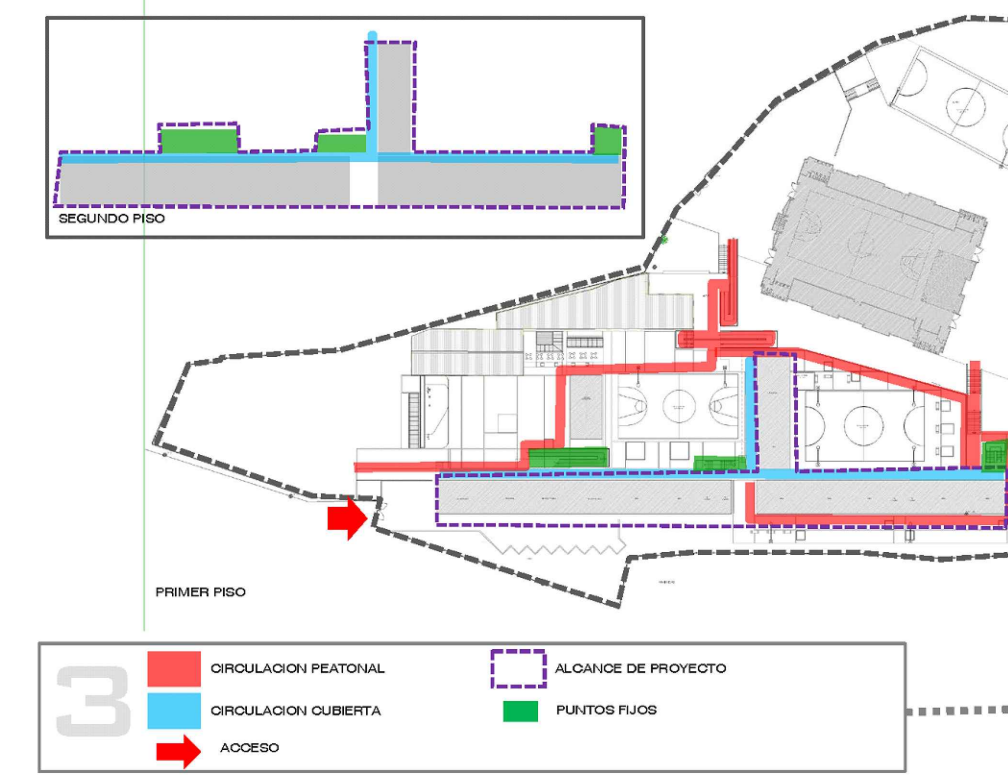 SEGUNDO PISO
PRIMER PISO
3
CIRCULACION PEATONAL
ALCANCE DE PROYECTO
CIRCULACION CUBIERTA
PUNTOS FIJOS
ACCESO